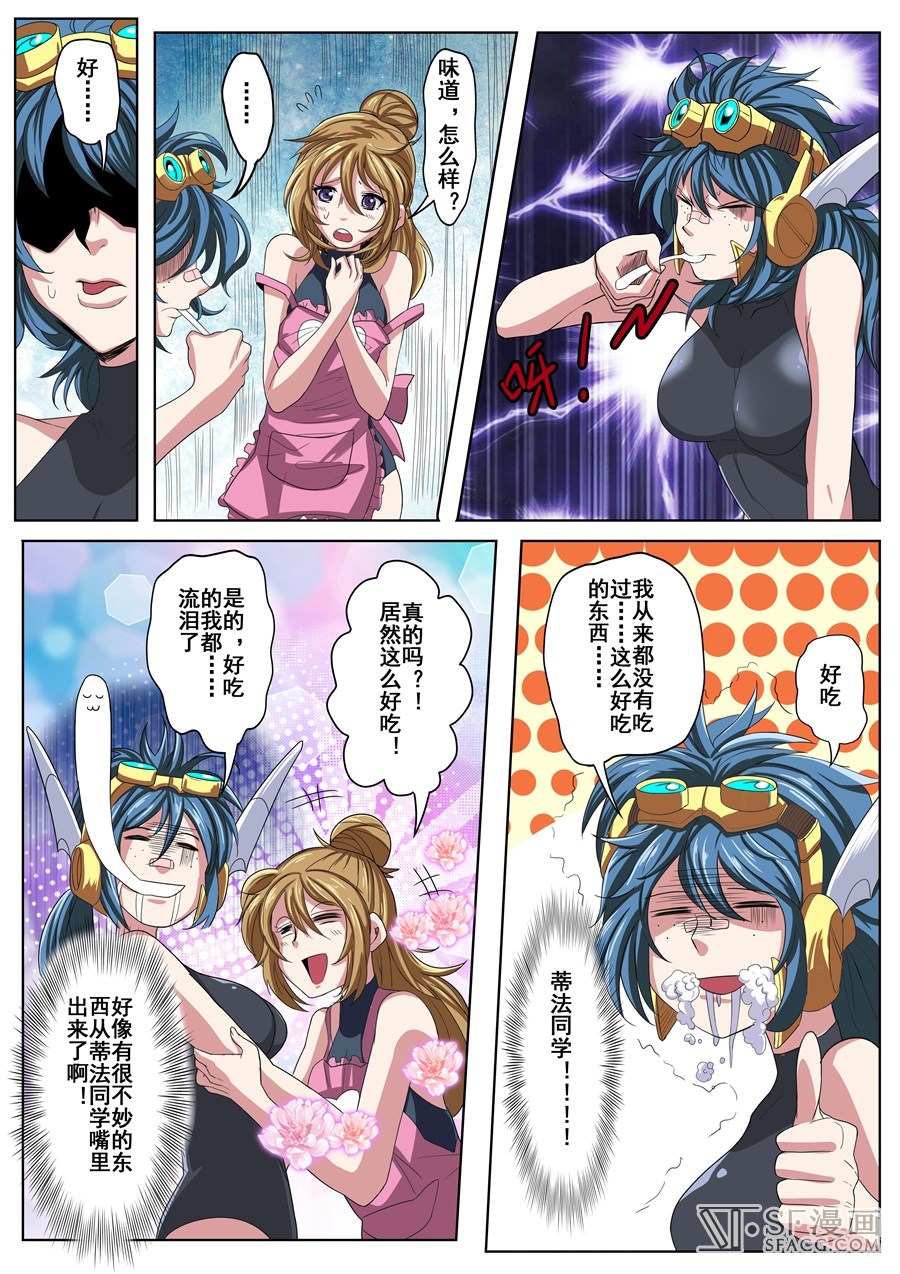 呀！~
味道，怎么样？
……
好……
好吃
我从来都没有吃
过……这么好吃
的东西……
蒂法同学！！！！
真的吗？！
居然这么好吃！
是的，好吃
的我都……
流泪了
好像有很不妙的东
西从蒂法同学嘴里
出来了啊！
SF漫画
SFACG.COM